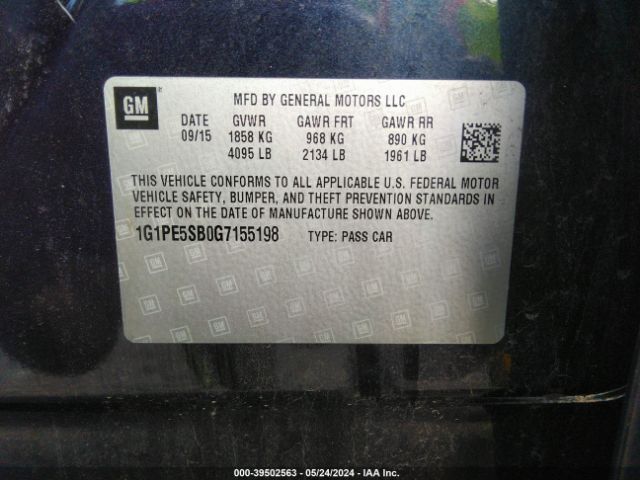 GM
MFD BY GENERAL MOTORS LLC
DATE GVWR GAWR FRT GAWR RR
09/15 1858 KG 968 KG 890 KG
4095 LB 2134 LB 1961 LB
THIS VEHICLE CONFORMS TO ALL APPLICABLE U.S. FEDERAL MOTOR
VEHICLE SAFETY, BUMPER, AND THEFT PREVENTION STANDARDS IN
EFFECT ON THE DATE OF MANUFACTURE SHOWN ABOVE.
1G1PE5SB0G7155198 TYPE: PASS CAR
000-39502563 - 05/24/2024 - IAA Inc.